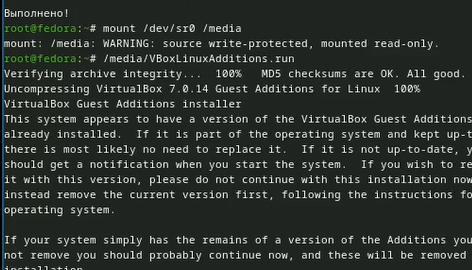 Выполнено!
root@fedora:~# mount /dev/sr0 /media
mount: /media: WARNING: source write-protected, mounted read-only.
root@fedora:~# /media/VBoxLinuxAdditions.run
Verifying archive integrity...  100%   MD5 checksums are OK. All good.
Uncompressing VirtualBox 7.0.14 Guest Additions for Linux  100%
VirtualBox Guest Additions installer
This system appears to have a version of the VirtualBox Guest Additions
already installed.  If it is part of the operating system and kept up-t
there is most likely no need to replace it.  If it is not up-to-date, y
should get a notification when you start the system.  If you wish to re
it with this version, please do not continue with this installation now
instead remove the current version first, following the instructions fo
operating system.
If your system simply has the remains of a version of the Additions you
not remove you should probably continue now, and these will be removed
installation